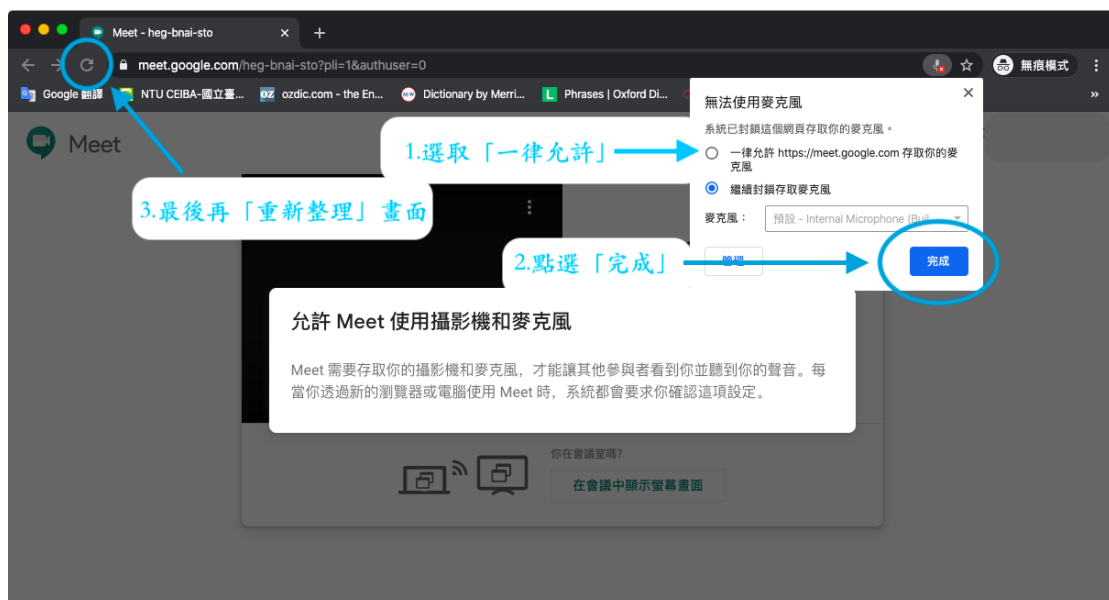 Meet - heg-bnai-sto
meet.google.com/heg-bnai-sto?pli=1&authuser=0
無痕模式
Google 翻譯
NTU CEIBA-國立臺...
oz ozdic.com - the En...
Dictionary by Merri...
L Phrases | Oxford Di...
Meet
無法使用麥克風
系統已封鎖這個網頁存取你的麥克風。
一律允許 https://meet.google.com 存取你的麥
克風
繼續封鎖存取麥克風
麥克風：
預設 - Internal Microphone (Buil
管理
完成
1.選取「一律允許」
2.點選「完成」
3.最後再「重新整理」畫面
允許 Meet 使用攝影機和麥克風
Meet 需要存取你的攝影機和麥克風，才能讓其他參與者看到你並聽到你的聲音。每
當你透過新的瀏覽器或電腦使用 Meet 時，系統都會要求你確認這項設定。
你在會議室嗎?
在會議中顯示螢幕畫面